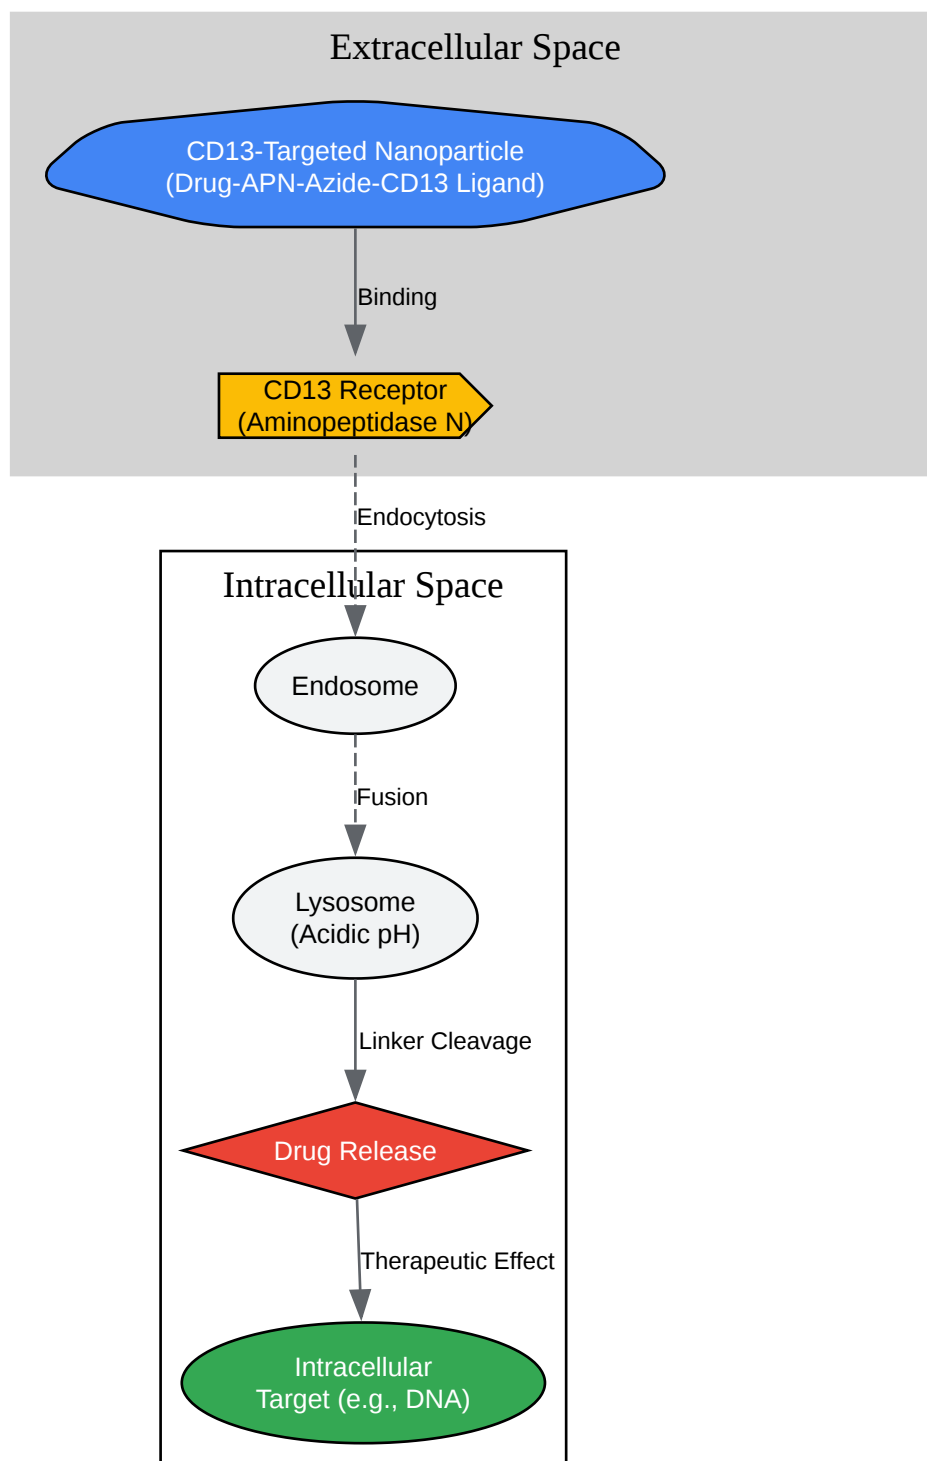 Extracellular Space
CD13-Targeted Nanoparticle
(Drug-APN-Azide-CD13 Ligand)
Binding
CD13 Receptor
(Aminopeptidase N)
Endocytosis
Intracellular Space
Endosome
Fusion
Lysosome
(Acidic pH)
Linker Cleavage
Drug Release
Therapeutic Effect
Intracellular
Target (e.g., DNA)